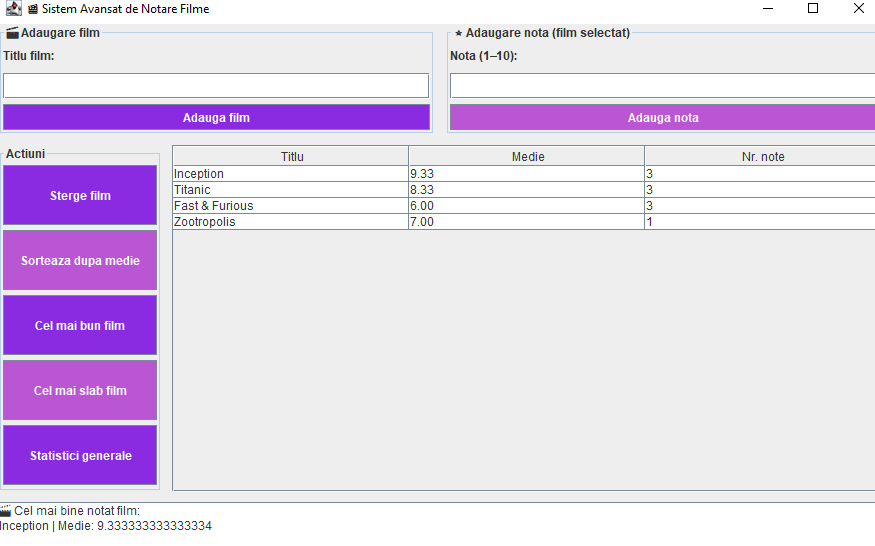 🎬 Sistem Avansat de Notare Filme
🎬 Adaugare film
Titlu film:
Adauga film
★ Adaugare nota (film selectat)
Nota (1–10):
Adauga nota
Actiuni
Sterge film
Sorteaza dupa medie
Cel mai bun film
Cel mai slab film
Statistici generale
Titlu Medie Nr. note
Inception 9.33 3
Titanic 8.33 3
Fast & Furious 6.00 3
Zootropolis 7.00 1
🎬 Cel mai bine notat film:
Inception | Medie: 9.333333333333334